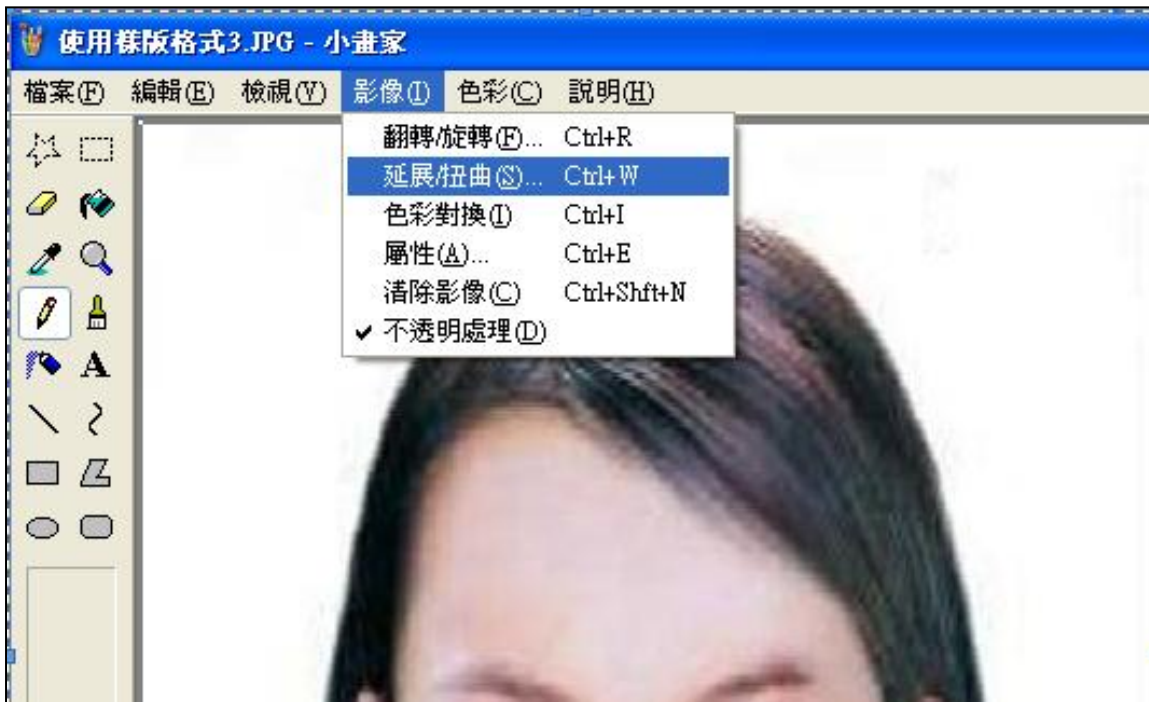 使用樣版格式3.JPG - 小畫家
檔案(F) 編輯(E) 檢視(V) 影像(I) 色彩(C) 說明(H)
翻轉/旋轉(F)... Ctrl+R
延展/扭曲(S)... Ctrl+W
色彩對換(I) Ctrl+I
屬性(A)... Ctrl+E
清除影像(C) Ctrl+Shft+N
不透明處理(D)
A